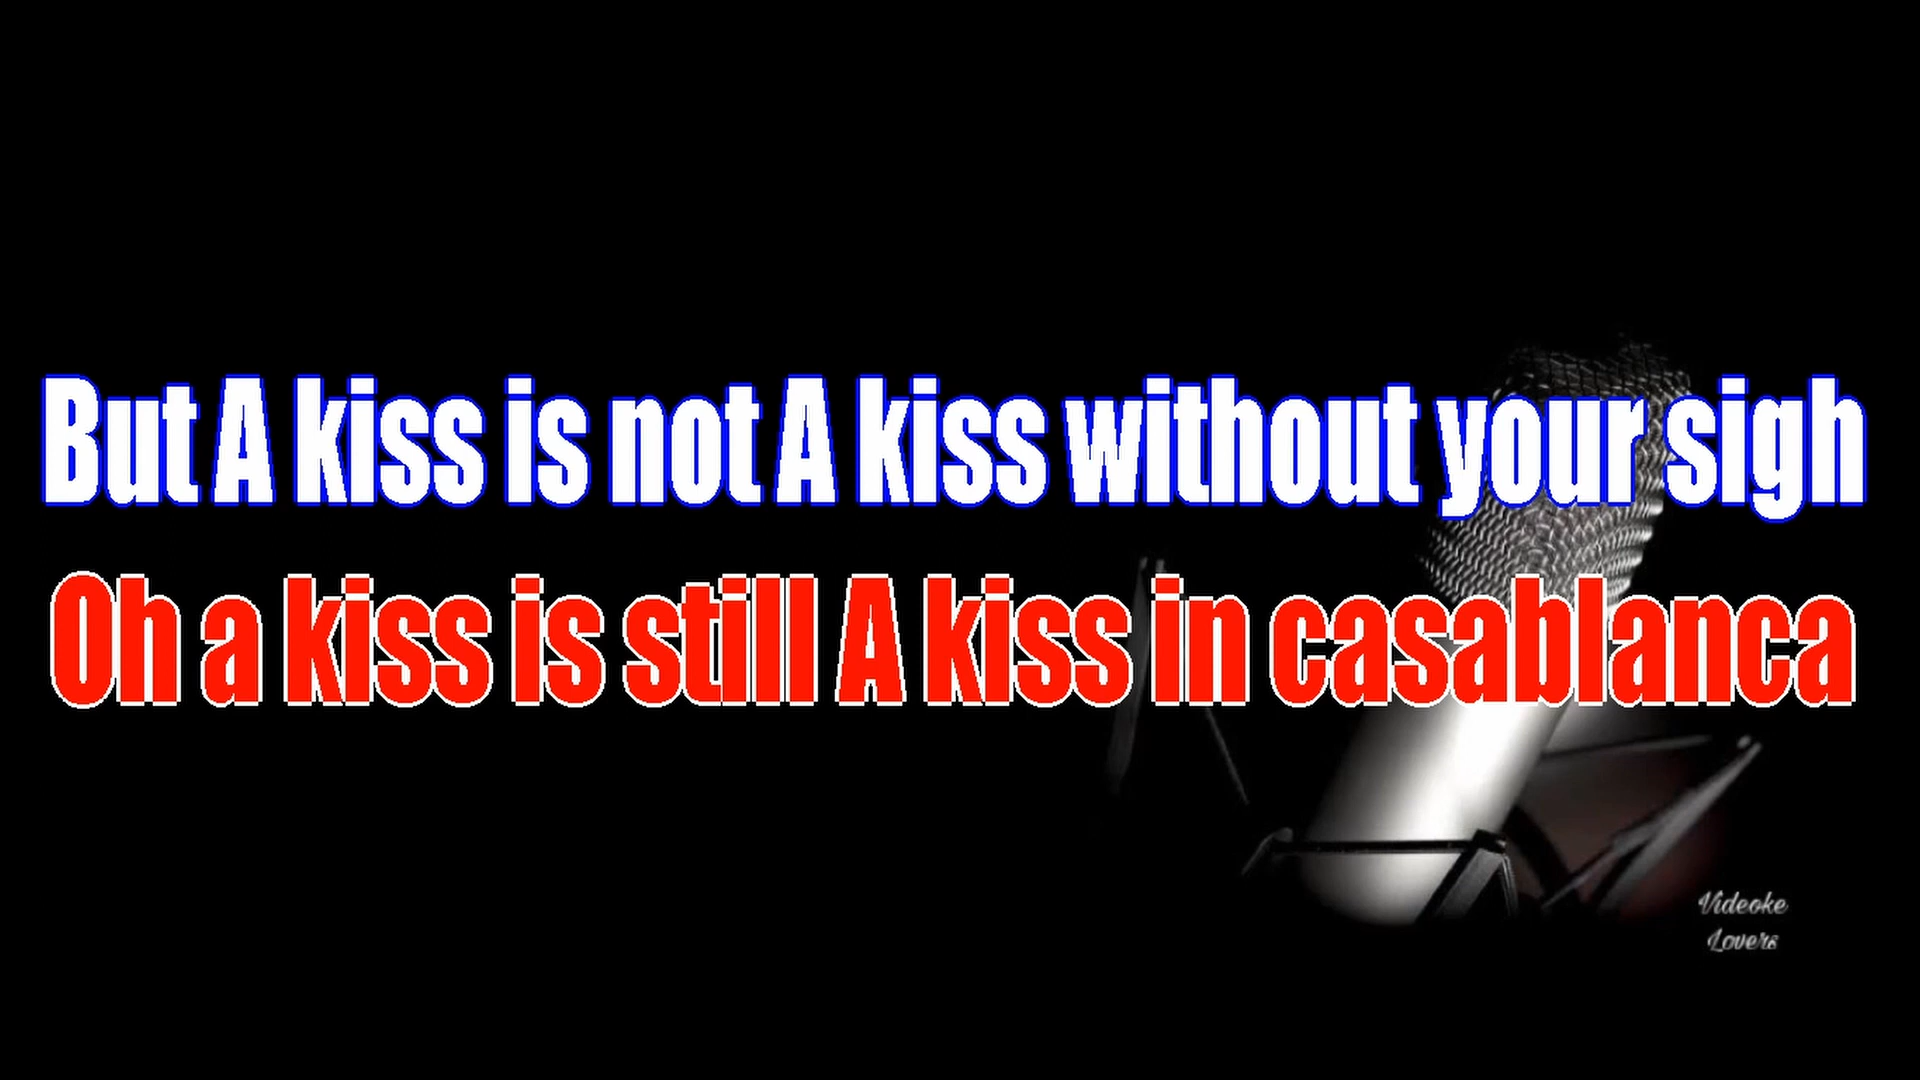 But A kiss is not A kiss without your sigh
Oh a kiss is still A kiss in casablanca
Videoke
Lovers